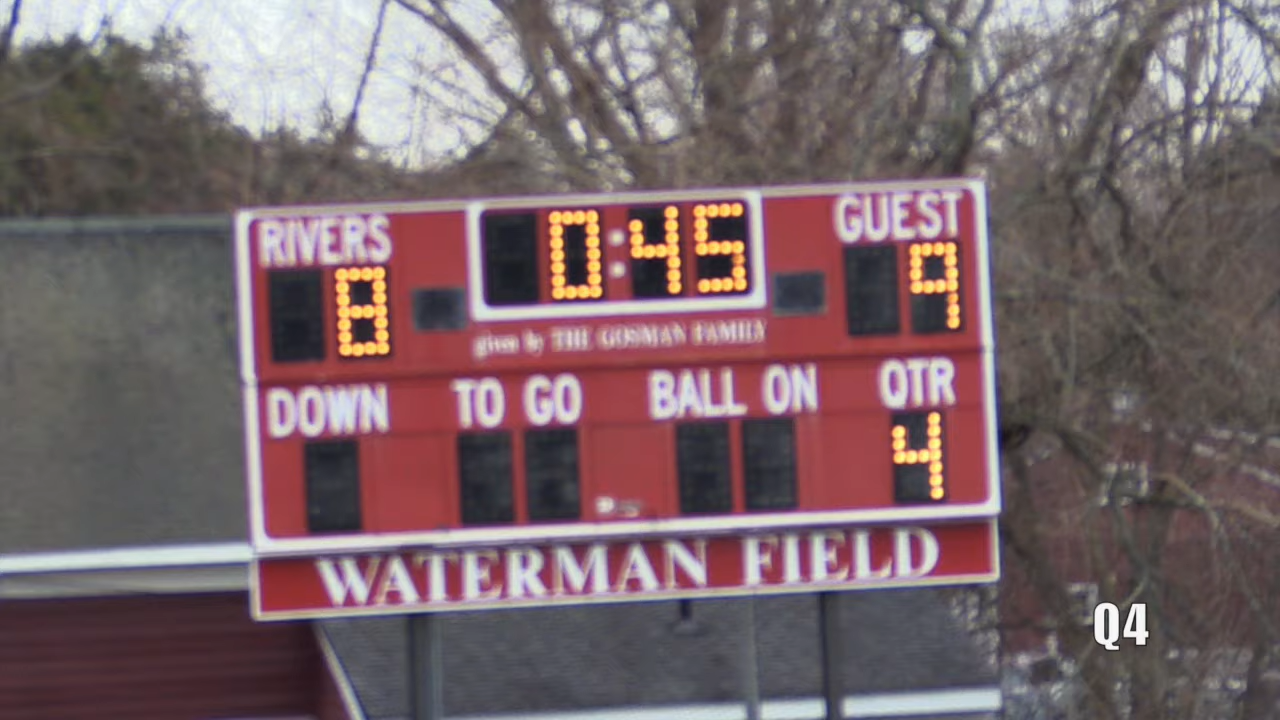 RIVERS 0:45 GUEST
8 9
given by THE GOSMAN FAMILY
DOWN TO GO BALL ON QTR
4
WATERMAN FIELD
Q4